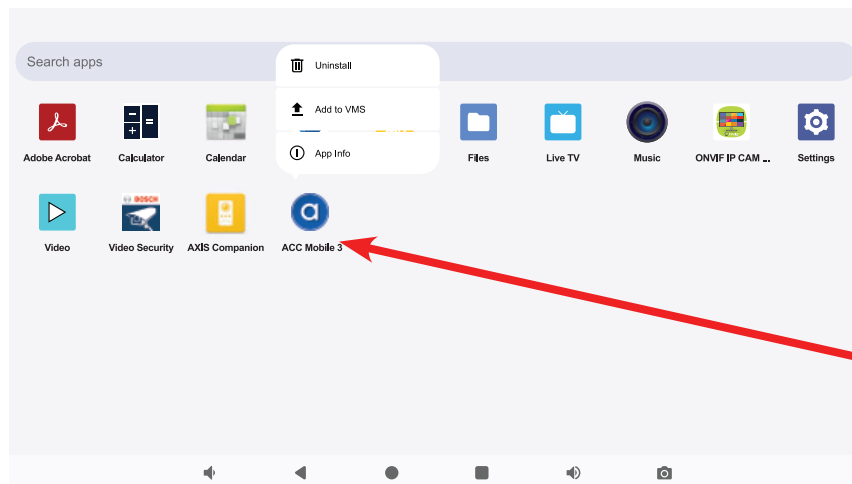 Search apps
Uninstall
Add to VMS
App Info
Adobe Acrobat
Calculator
Calendar
Files
Live TV
Music
ONVIF IP CAM ...
Settings
BOSCH
Video
Video Security
AXIS Companion
a
ACC Mobile 3